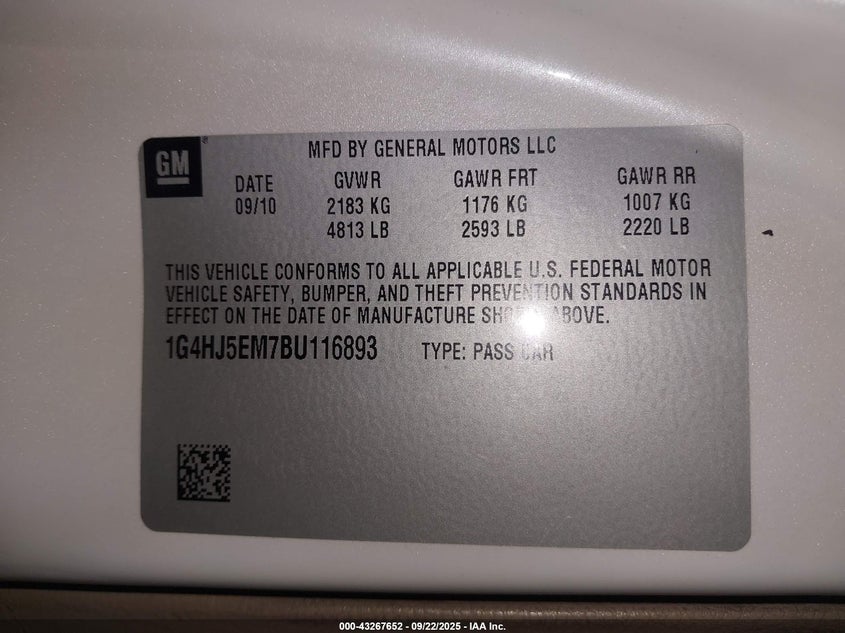 GM
MFD BY GENERAL MOTORS LLC
DATE GVWR GAWR FRT GAWR RR
09/10 2183 KG 1176 KG 1007 KG
4813 LB 2593 LB 2220 LB
THIS VEHICLE CONFORMS TO ALL APPLICABLE U.S. FEDERAL MOTOR
VEHICLE SAFETY, BUMPER, AND THEFT PREVENTION STANDARDS IN
EFFECT ON THE DATE OF MANUFACTURE ABOVE.
1G4HJ5EM7BU116893 TYPE: PASS CAR
000-43267652 - 09/22/2025 - IAA Inc.